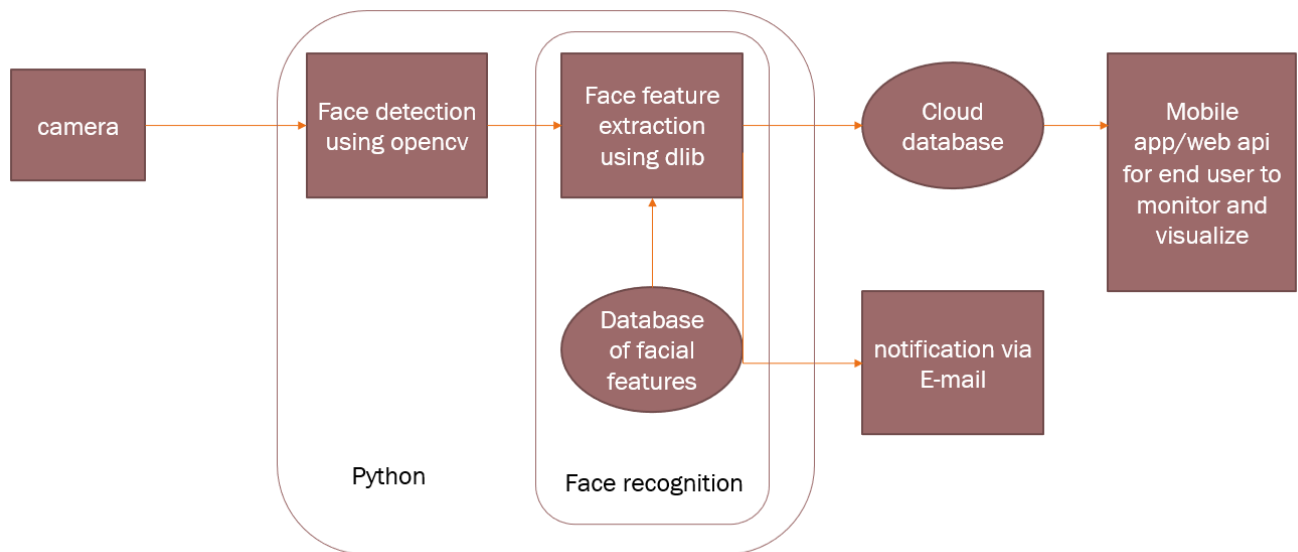 camera
Face detection
using opencv
Face feature
extraction
using dlib
Cloud
database
Mobile
app/web api
for end user to
monitor and
visualize
Database
of facial
features
notification via
E-mail
Python
Face recognition